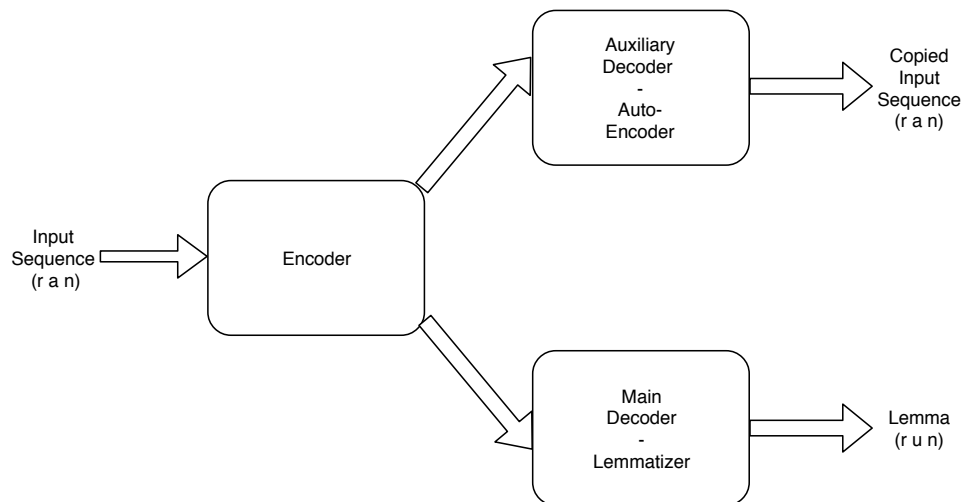 Input
Sequence
(r a n)
Encoder
Auxiliary
Decoder
-
Auto-
Encoder
Copied
Input
Sequence
(r a n)
Main
Decoder
-
Lemmatizer
Lemma
(r u n)